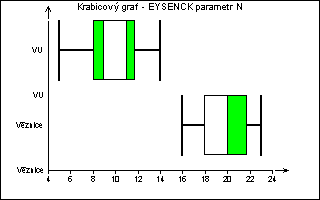 Krabicový graf - EYSENCK parametr N
VU
VU
Věznice
Věznice
4 6 8 10 12 14 16 18 20 22 24